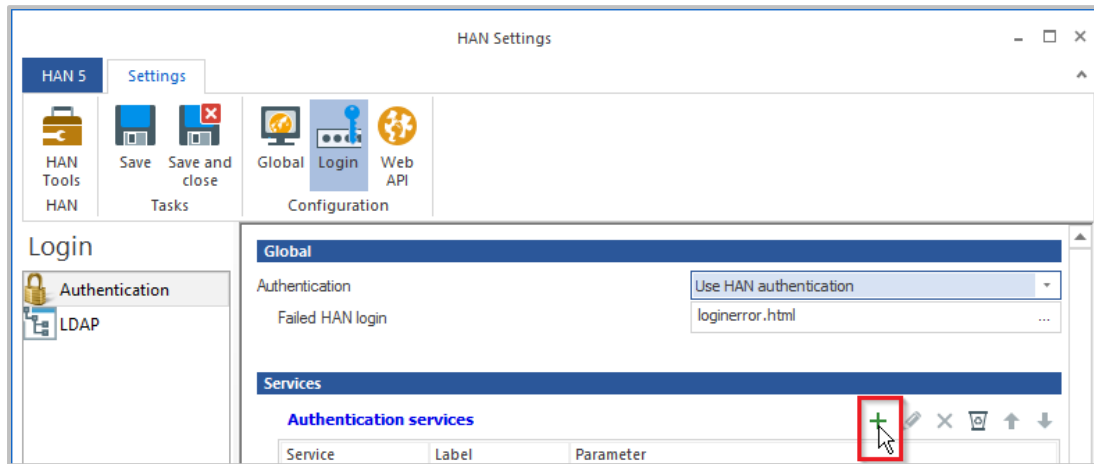 HAN Settings
HAN 5 Settings
HAN Tools Save Save and close Global Login Web API
HAN Tasks Configuration
Login
Authentication
LDAP
Global
Authentication Use HAN authentication
Failed HAN login loginerror.html ...
Services
Authentication services
Service Label Parameter